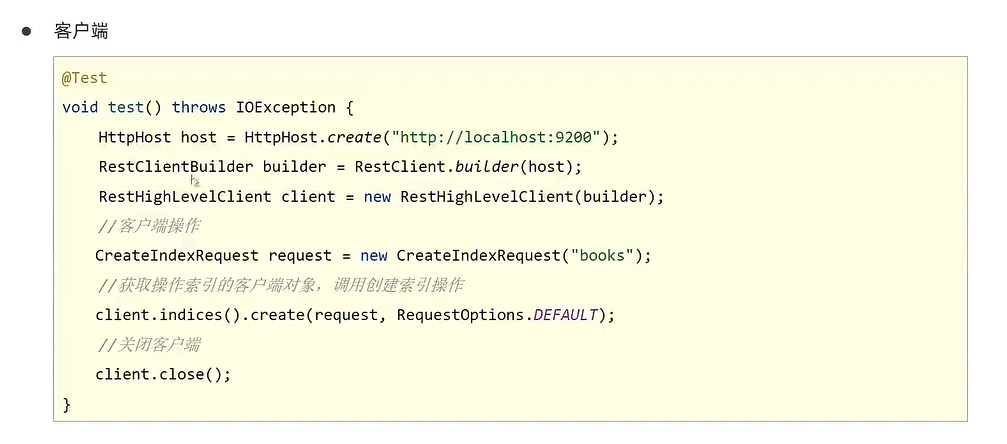 ● 客户端
@Test
void test() throws IOException {
    HttpHost host = HttpHost.create("http://localhost:9200");
    RestClientBuilder builder = RestClient.builder(host);
    RestHighLevelClient client = new RestHighLevelClient(builder);
    //客户端操作
    CreateIndexRequest request = new CreateIndexRequest("books");
    //获取操作索引的客户端对象，调用创建索引操作
    client.indices().create(request, RequestOptions.DEFAULT);
    //关闭客户端
    client.close();
}